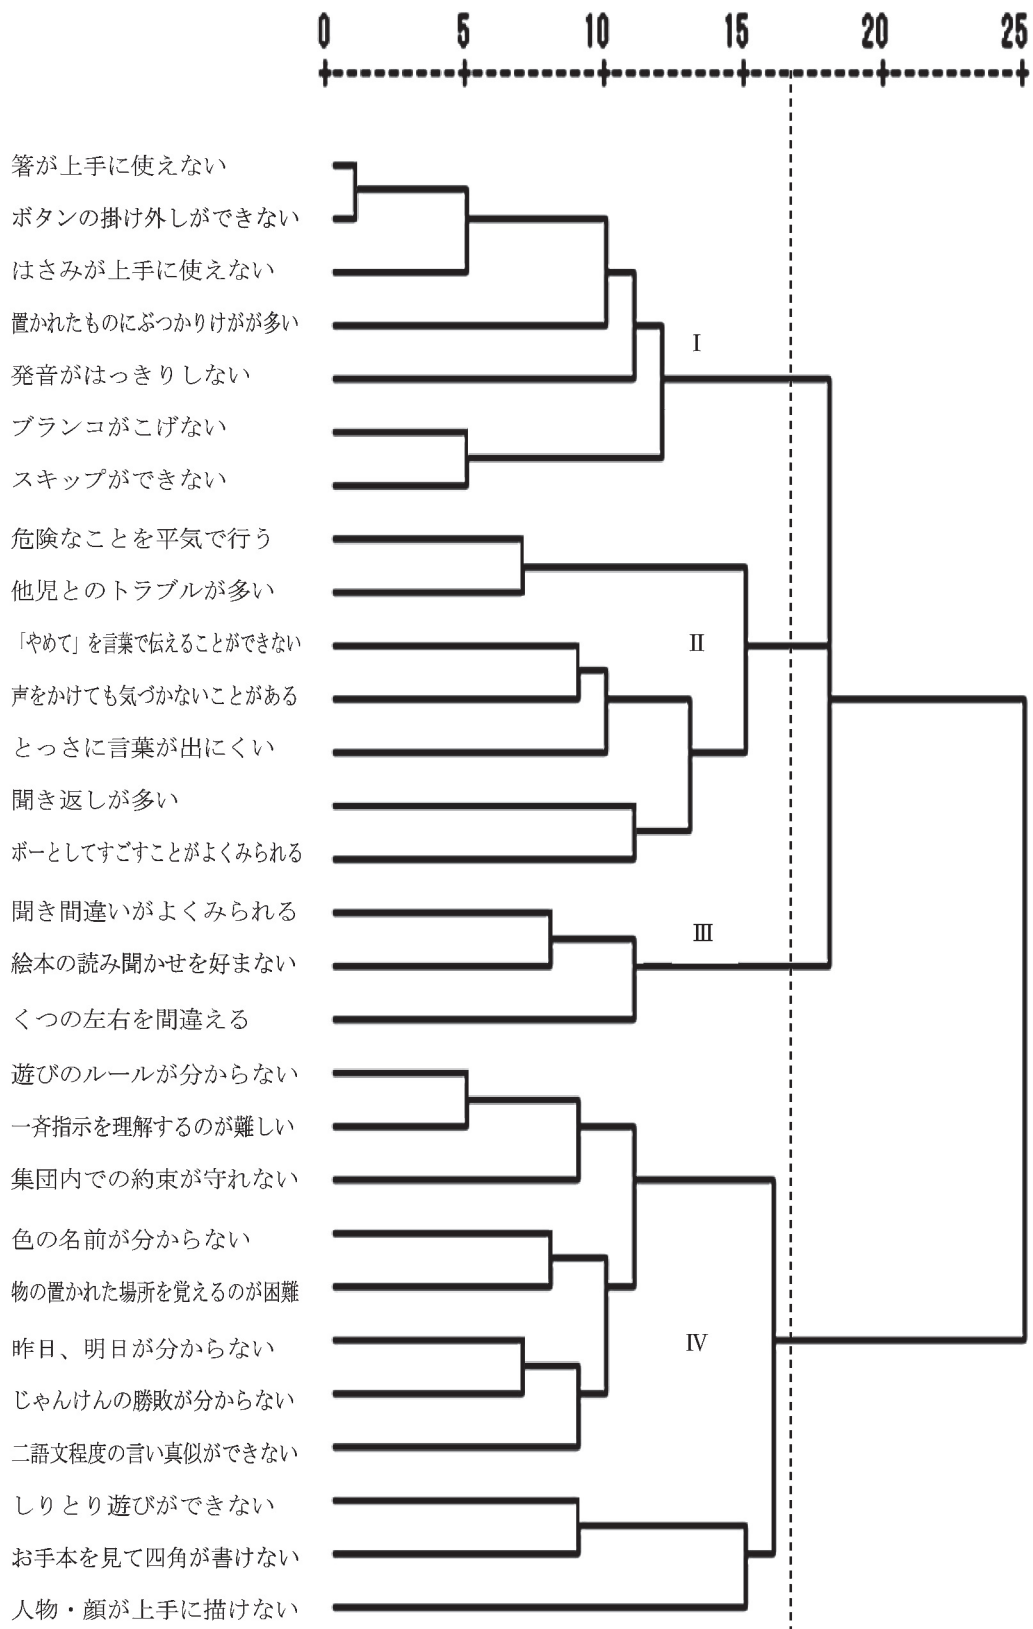 0 5 10 15 20 25
箸が上手に使えない
ボタンの掛け外しができない
はさみが上手に使えない
置かれたものにぶつかりけがが多い
Ⅰ
発音がはっきりしない
ブランコがこげない
スキップができない
危険なことを平気で行う
他児とのトラブルが多い
「やめて」を言葉で伝えることができない
Ⅱ
声をかけても気づかないことがある
とっさに言葉が出にくい
聞き返しが多い
ボーとしてすごすことがよくみられる
聞き間違いがよくみられる
Ⅲ
絵本の読み聞かせを好まない
くつの左右を間違える
遊びのルールが分からない
一斉指示を理解するのが難しい
集団内での約束が守れない
色の名前が分からない
物の置かれた場所を覚えるのが困難
昨日、明日が分からない
Ⅳ
じゃんけんの勝敗が分からない
二語文程度の言い真似ができない
しりとり遊びができない
お手本を見て四角が書けない
人物・顔が上手に描けない